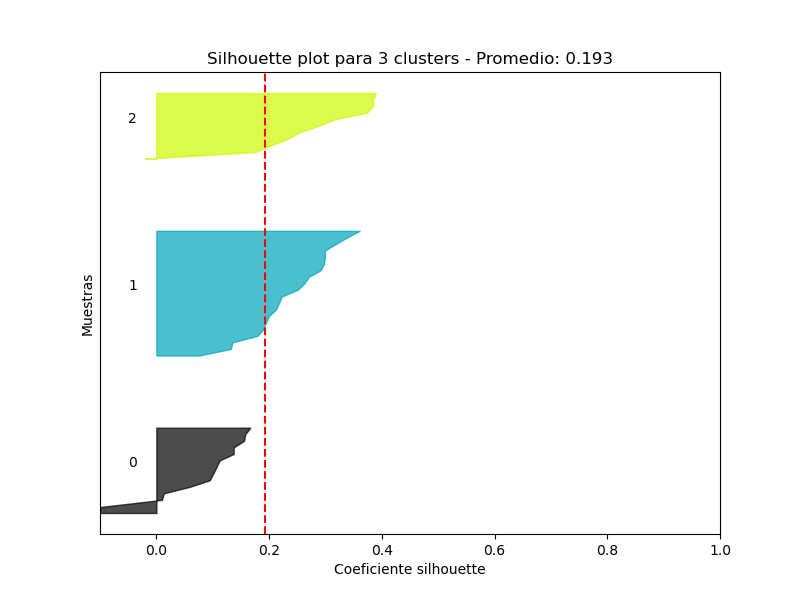 Silhouette plot para 3 clusters - Promedio: 0.193
2
1
0
Muestras
0.0 0.2 0.4 0.6 0.8 1.0
Coeficiente silhouette